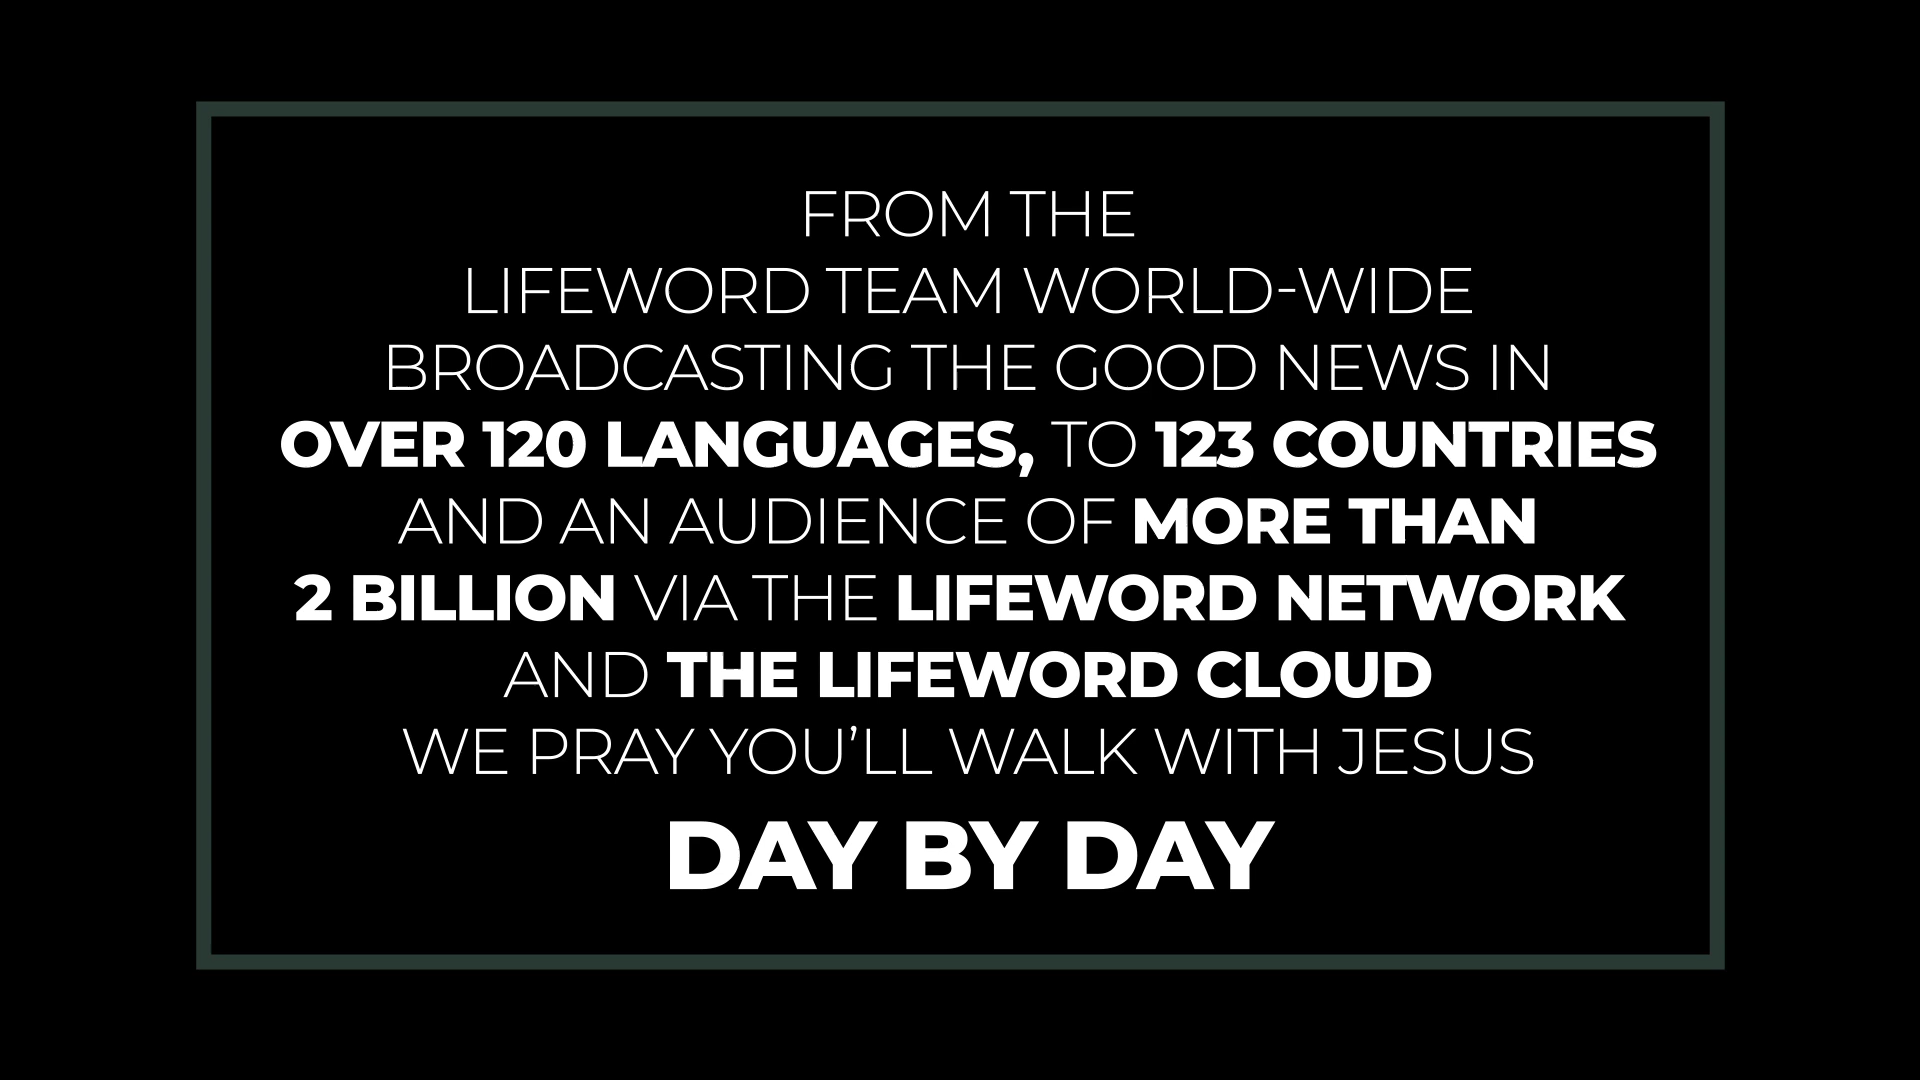 FROM THE
LIFEWORD TEAM WORLD-WIDE
BROADCASTING THE GOOD NEWS IN
OVER 120 LANGUAGES, TO 123 COUNTRIES
AND AN AUDIENCE OF MORE THAN
2 BILLION VIA THE LIFEWORD NETWORK
AND THE LIFEWORD CLOUD
WE PRAY YOU’LL WALK WITH JESUS
DAY BY DAY